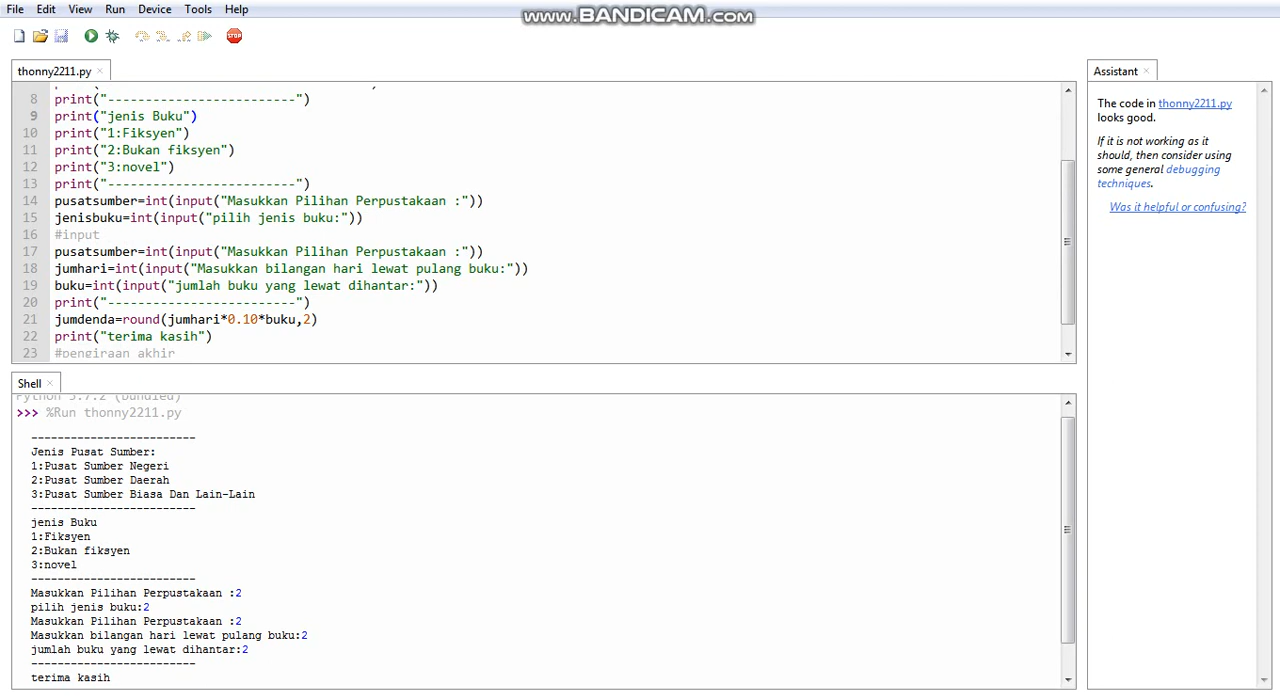 File Edit View Run Device Tools Help
www.BANDICAM.com
STOP
thonny2211.py ×
8 print("-------------------------")
9 print("jenis Buku")
10 print("1:Fiksyen")
11 print("2:Bukan fiksyen")
12 print("3:novel")
13 print("-------------------------")
14 pusatsumber=int(input("Masukkan Pilihan Perpustakaan :"))
15 jenisbuku=int(input("pilih jenis buku:"))
16 #input
17 pusatsumber=int(input("Masukkan Pilihan Perpustakaan :"))
18 jumhari=int(input("Masukkan bilangan hari lewat pulang buku:"))
19 buku=int(input("jumlah buku yang lewat dihantar:"))
20 print("-------------------------")
21 jumdenda=round(jumhari*0.10*buku,2)
22 print("terima kasih")
23 #pengiraan akhir
Shell ×
Python 3.7.2 (bundled)
>>> %Run thonny2211.py
-------------------------
Jenis Pusat Sumber:
1:Pusat Sumber Negeri
2:Pusat Sumber Daerah
3:Pusat Sumber Biasa Dan Lain-Lain
-------------------------
jenis Buku
1:Fiksyen
2:Bukan fiksyen
3:novel
-------------------------
Masukkan Pilihan Perpustakaan :2
pilih jenis buku:2
Masukkan Pilihan Perpustakaan :2
Masukkan bilangan hari lewat pulang buku:2
jumlah buku yang lewat dihantar:2
-------------------------
terima kasih
Assistant ×
The code in thonny2211.py
looks good.
If it is not working as it
should, then consider using
some general debugging
techniques.
Was it helpful or confusing?